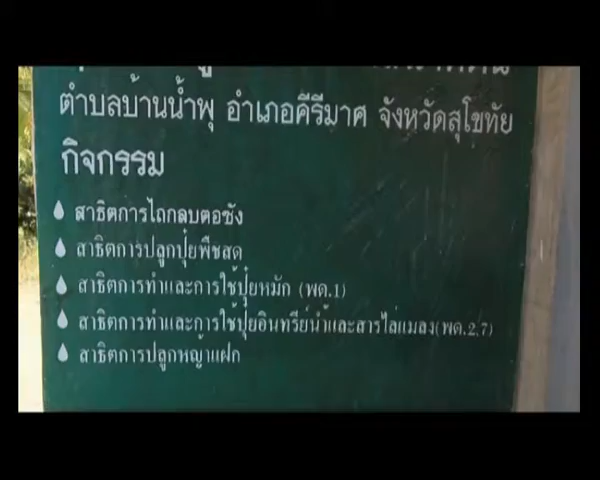 ตำบลบ้านน้ำพุ อำเภอคีรีมาศ จังหวัดสุโขทัย
กิจกรรม
สาธิตการไถกลบตอซัง
สาธิตการปลูกปุ๋ยพืชสด
สาธิตการทำและการใช้ปุ๋ยหมัก (พด.1)
สาธิตการทำและการใช้ปุ๋ยอินทรีย์น้ำและสารไล่แมลง(พด.2,7)
สาธิตการปลูกหญ้าแฝก